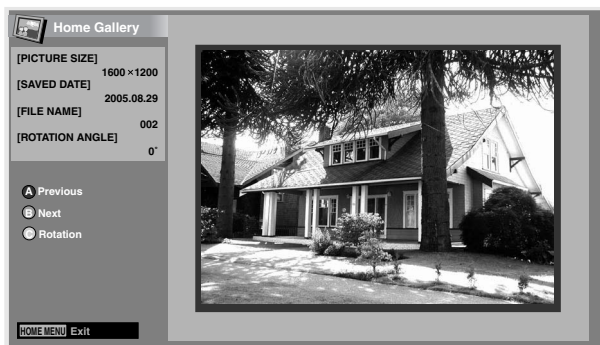 Home Gallery
[PICTURE SIZE]
1600×1200
[SAVED DATE]
2005.08.29
[FILE NAME]
002
[ROTATION ANGLE]
0°
A Previous
B Next
C Rotation
HOME MENU Exit